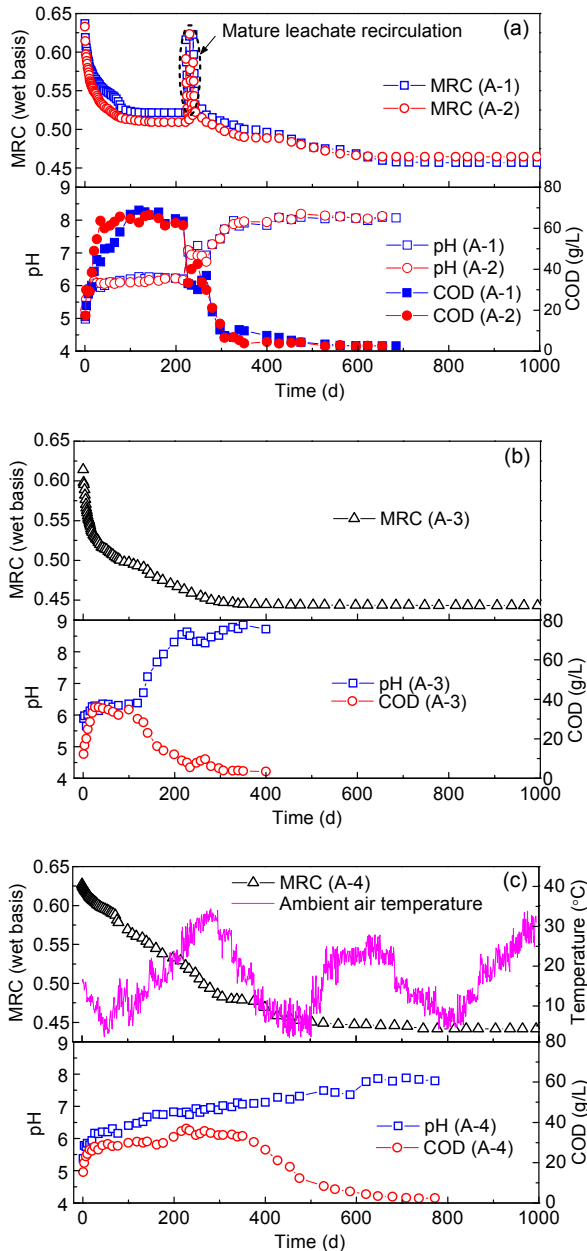 (a)
Mature leachate recirculation
MRC (A-1)
MRC (A-2)
MRC (wet basis)
0.65
0.60
0.55
0.50
0.45
pH (A-1)
pH (A-2)
COD (A-1)
COD (A-2)
pH
9
8
7
6
5
4
COD (g/L)
80
60
40
20
0
0 200 400 600 800 1000
Time (d)
(b)
MRC (A-3)
MRC (wet basis)
0.65
0.60
0.55
0.50
0.45
pH (A-3)
COD (A-3)
pH
9
8
7
6
5
4
COD (g/L)
80
60
40
20
0
0 200 400 600 800 1000
Time (d)
(c)
MRC (A-4)
Ambient air temperature
MRC (wet basis)
0.65
0.60
0.55
0.50
0.45
Temperature (°C)
40
30
20
10
pH (A-4)
COD (A-4)
pH
9
8
7
6
5
4
COD (g/L)
80
60
40
20
0
0 200 400 600 800 1000
Time (d)